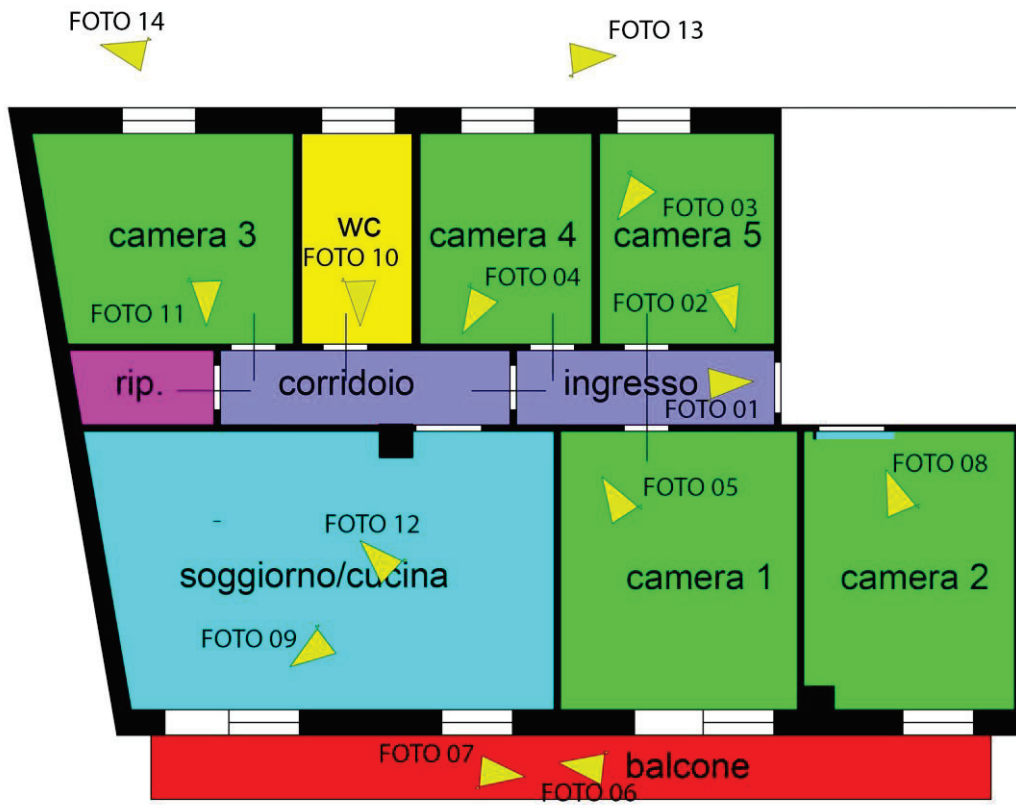 FOTO 14
FOTO 13
camera 3
wc
FOTO 10
camera 4
FOTO 03
camera 5
FOTO 11
FOTO 04
FOTO 02
rip.
corridoio
ingresso
FOTO 01
FOTO 12
soggiorno/cucina
FOTO 05
FOTO 08
camera 1
camera 2
FOTO 09
FOTO 07
FOTO 06
balcone